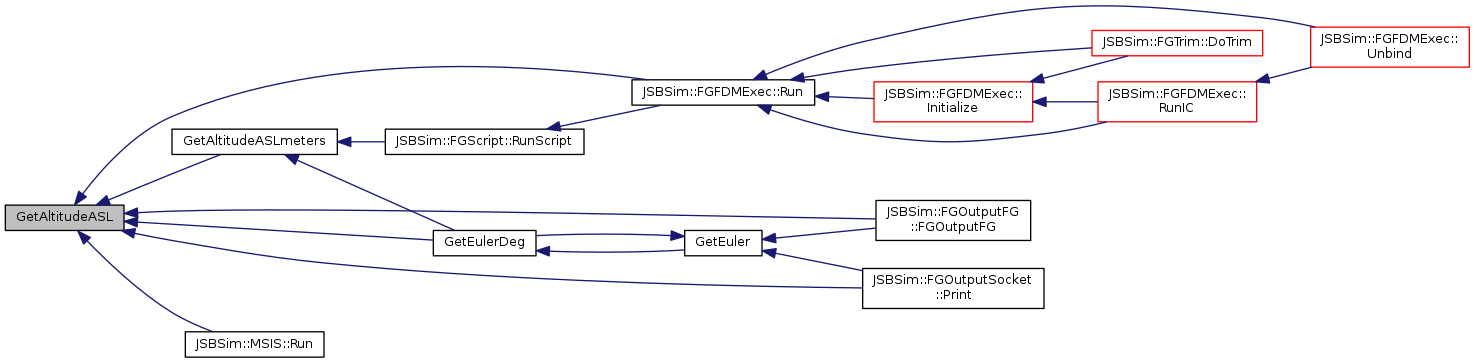 JSBSim::FGFDMExec::
Unbind
JSBSim::FGTrim::DoTrim
JSBSim::FGFDMExec::Run
JSBSim::FGFDMExec::
Initialize
JSBSim::FGFDMExec::
RunIC
GetAltitudeASLmeters
JSBSim::FGScript::RunScript
GetAltitudeASL
JSBSim::FGOutputFG
::FGOutputFG
GetEulerDeg
GetEuler
JSBSim::FGOutputSocket
::Print
JSBSim::MSIS::Run